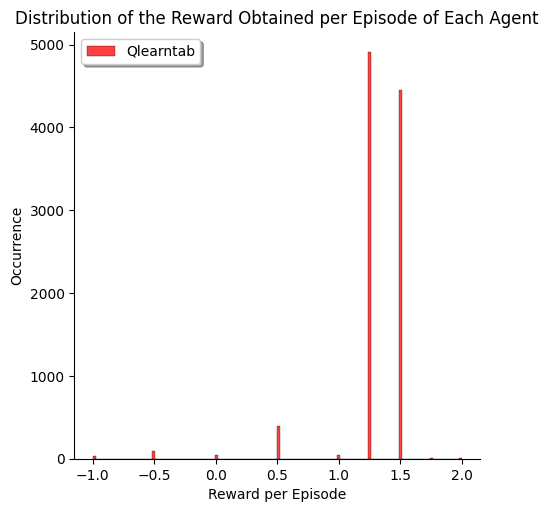 Distribution of the Reward Obtained per Episode of Each Agent
Qlearntab
5000
4000
3000
2000
1000
0
Occurrence
−1.0 −0.5 0.0 0.5 1.0 1.5 2.0
Reward per Episode